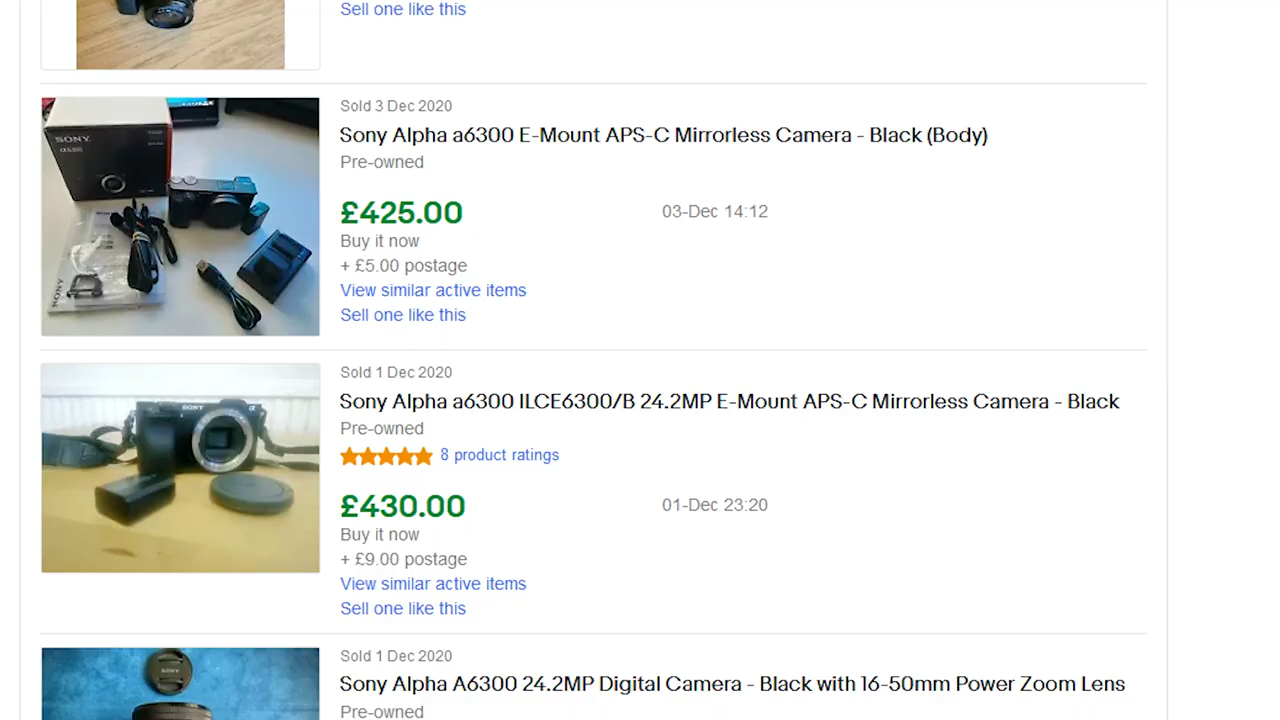 Sell one like this
Sold 3 Dec 2020
Sony Alpha a6300 E-Mount APS-C Mirrorless Camera - Black (Body)
Pre-owned
£425.00
03-Dec 14:12
Buy it now
+ £5.00 postage
View similar active items
Sell one like this
SONY
SONY
Sold 1 Dec 2020
Sony Alpha a6300 ILCE6300/B 24.2MP E-Mount APS-C Mirrorless Camera - Black
Pre-owned
8 product ratings
£430.00
01-Dec 23:20
Buy it now
+ £9.00 postage
View similar active items
Sell one like this
SONY
Sold 1 Dec 2020
Sony Alpha A6300 24.2MP Digital Camera - Black with 16-50mm Power Zoom Lens
Pre-owned
SONY